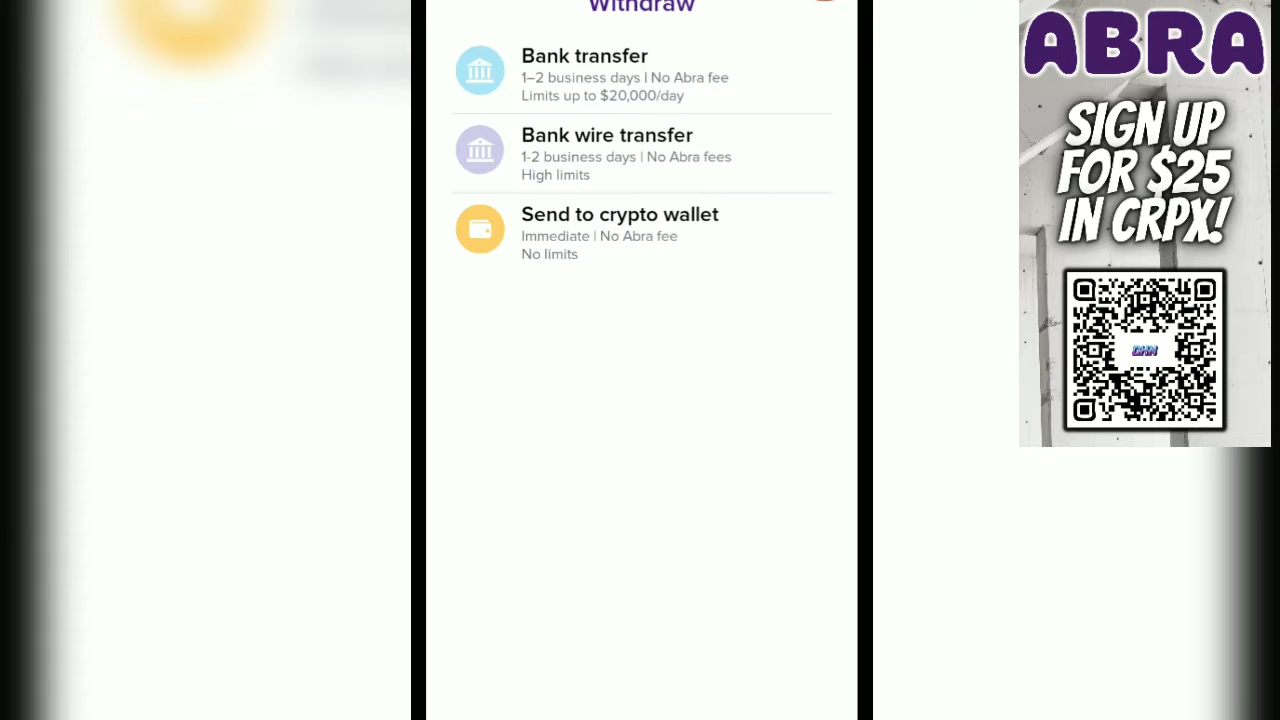 Withdraw
Bank transfer
1–2 business days | No Abra fee
Limits up to $20,000/day
Bank wire transfer
1-2 business days | No Abra fees
High limits
Send to crypto wallet
Immediate | No Abra fee
No limits
ABRA
SIGN UP
FOR $25
IN CRPX!
DHN